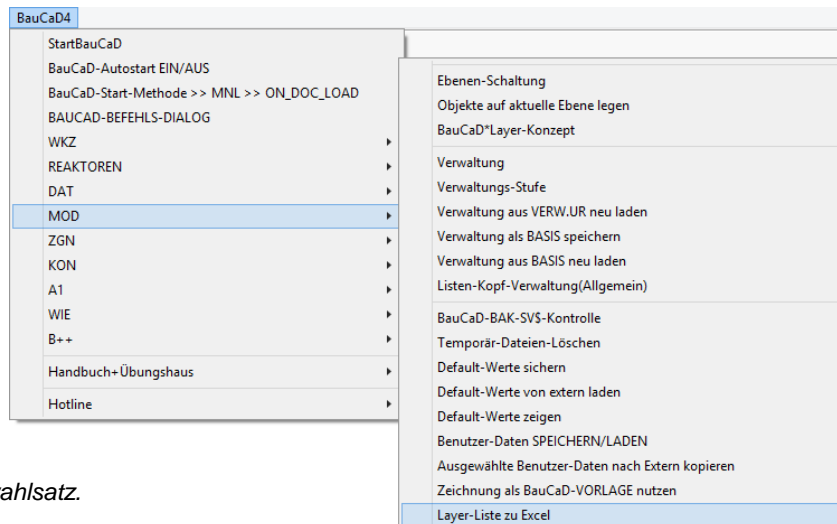 BauCaD4
StartBauCaD
BauCaD-Autostart EIN/AUS
BauCaD-Start-Methode >> MNL >> ON_DOC_LOAD
BAUCAD-BEFEHLS-DIALOG
WKZ
REAKTOREN
DAT
MOD
ZGN
KON
A1
WIE
B++
Handbuch+Übungshaus
Hotline
Ebenen-Schaltung
Objekte auf aktuelle Ebene legen
BauCaD*Layer-Konzept
Verwaltung
Verwaltungs-Stufe
Verwaltung aus VERW.UR neu laden
Verwaltung als BASIS speichern
Verwaltung aus BASIS neu laden
Listen-Kopf-Verwaltung(Allgemein)
BauCaD-BAK-SV$-Kontrolle
Temporär-Dateien-Löschen
Default-Werte sichern
Default-Werte von extern laden
Default-Werte zeigen
Benutzer-Daten SPEICHERN/LADEN
Ausgewählte Benutzer-Daten nach Extern kopieren
Zeichnung als BauCaD-VORLAGE nutzen
Layer-Liste zu Excel
ahlsatz.